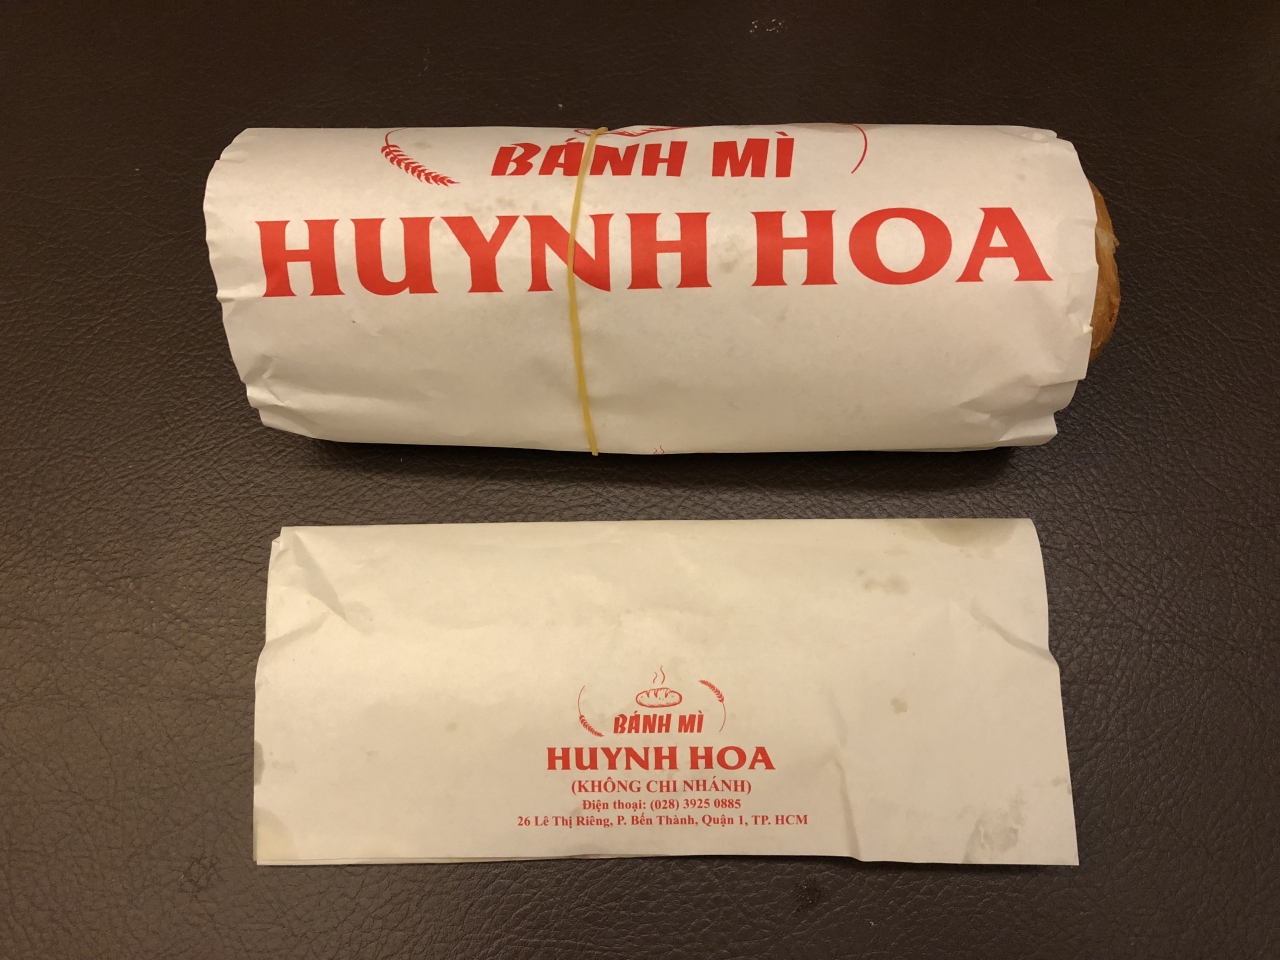 BÁNH MÌ
HUYNH HOA
BÁNH MÌ
HUYNH HOA
(KHÔNG CHI NHÁNH)
Điện thoại: (028) 3925 0885
26 Lê Thị Riêng, P. Bến Thành, Quận 1, TP. HCM